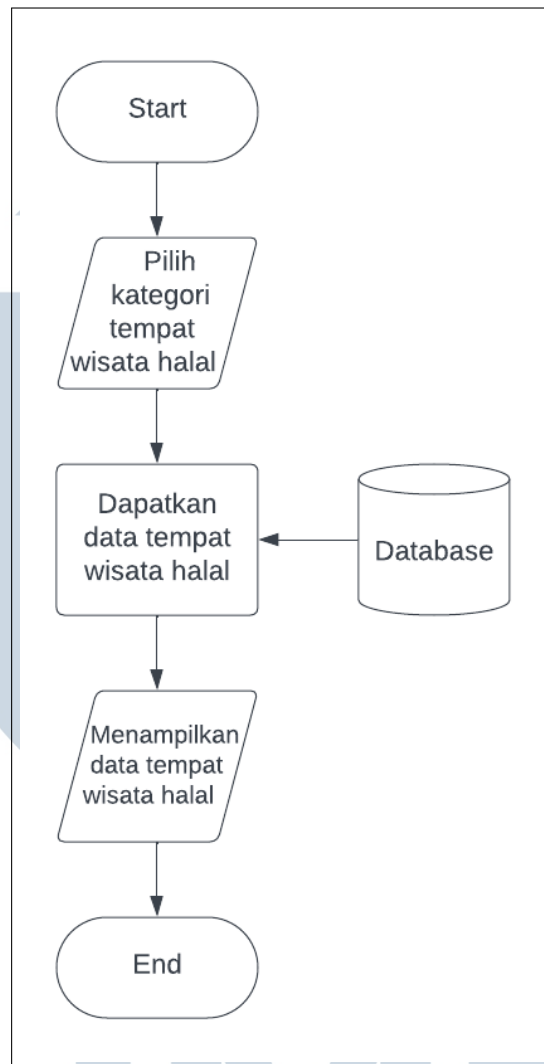 Start
Pilih
kategori
tempat
wisata halal
Dapatkan
data tempat
wisata halal
Database
Menampilkan
data tempat
wisata halal
End